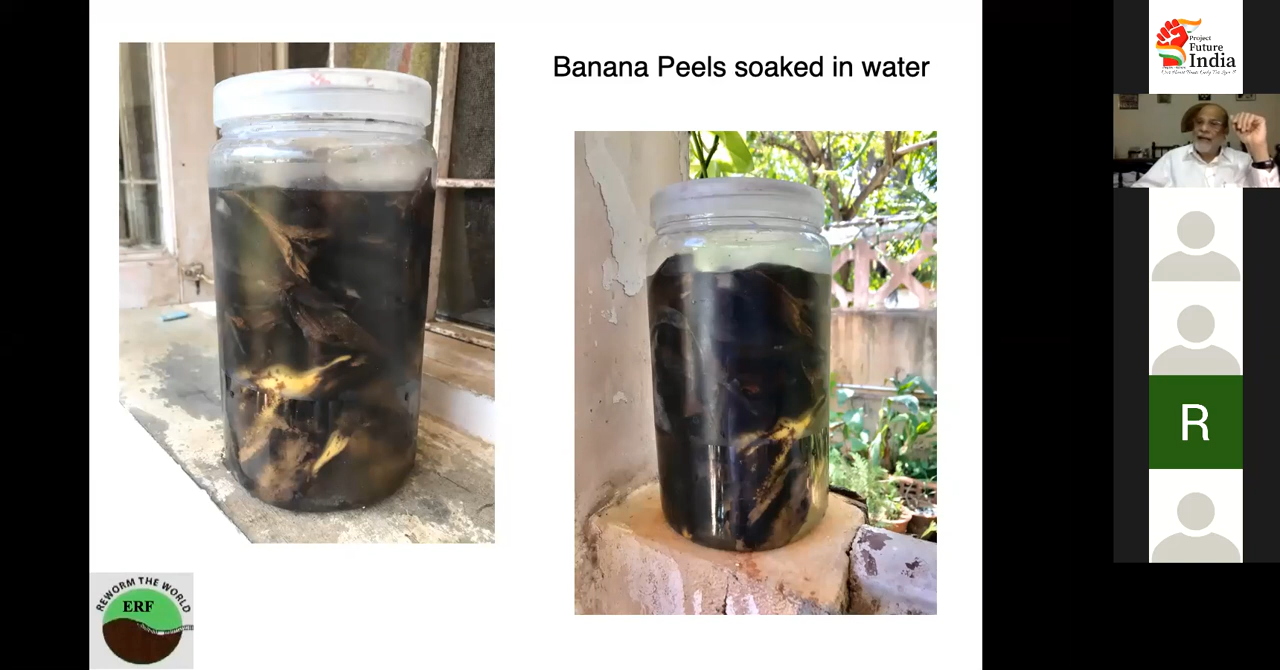 Banana Peels soaked in water
REWORM THE WORLD
ERF
Project
Future
India
R